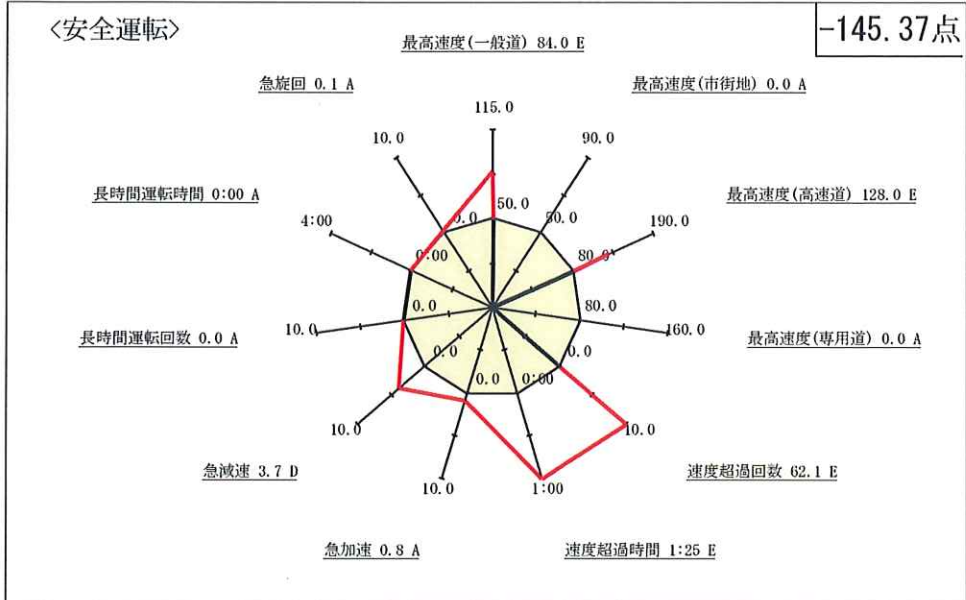 <安全運転>
-145.37点
最高速度(一般道) 84.0 E
急旋回 0.1 A
最高速度(市街地) 0.0 A
115.0
10.0
90.0
長時間運転時間 0:00 A
最高速度(高速道) 128.0 E
4:00
190.0
0.0
50.0
50.0
0:00
80.0
長時間運転回数 0.0 A
10.0
0.0
80.0
160.0
最高速度(専用道) 0.0 A
0.0
0.0
0.0
0:00
10.0
10.0
急減速 3.7 D
速度超過回数 62.1 E
10.0
1:00
急加速 0.8 A
速度超過時間 1:25 E